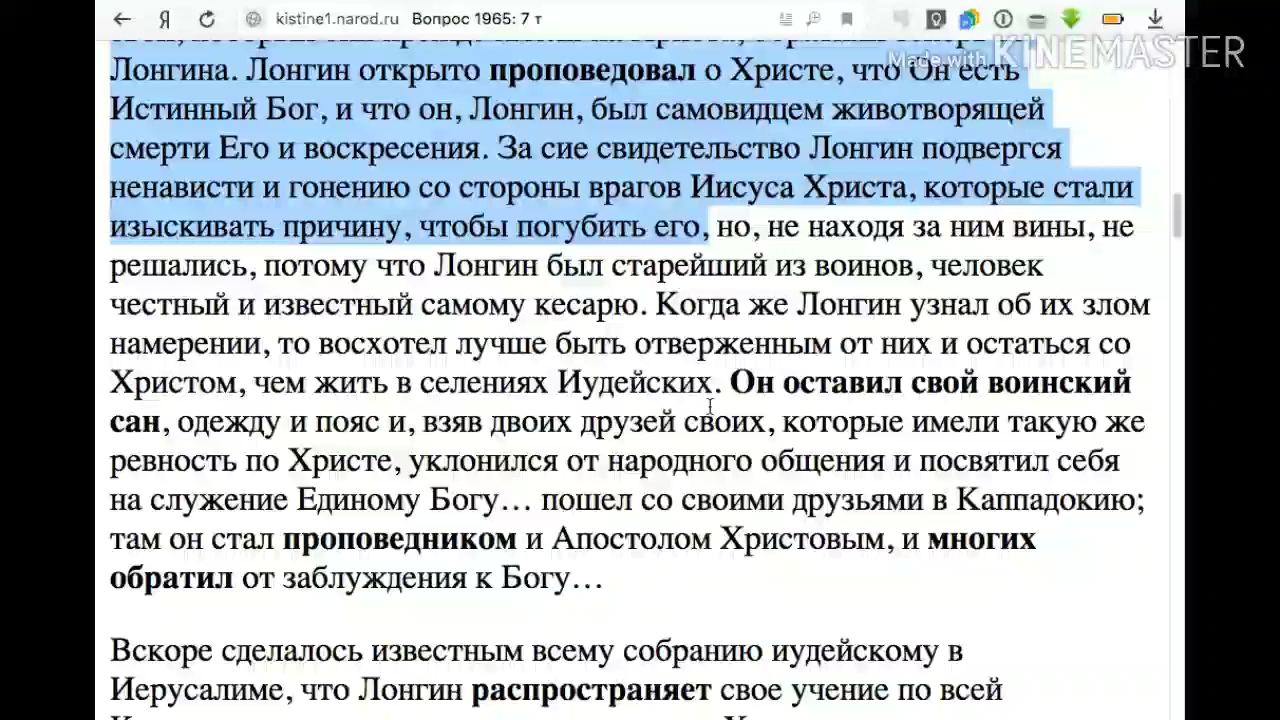 kistine1.narod.ru Вопрос 1965: 7 т
Made with KINEMASTER
Лонгина. Лонгин открыто проповедовал о Христе, что Он есть
Истинный Бог, и что он, Лонгин, был самовидцем животворящей
смерти Его и воскресения. За сие свидетельство Лонгин подвергся
ненависти и гонению со стороны врагов Иисуса Христа, которые стали
изыскивать причину, чтобы погубить его, но, не находя за ним вины, не
решались, потому что Лонгин был старейший из воинов, человек
честный и известный самому кесарю. Когда же Лонгин узнал об их злом
намерении, то восхотел лучше быть отверженным от них и остаться со
Христом, чем жить в селениях Иудейских. Он оставил свой воинский
сан, одежду и пояс и, взяв двоих друзей своих, которые имели такую же
ревность по Христе, уклонился от народного общения и посвятил себя
на служение Единому Богу… пошел со своими друзьями в Каппадокию;
там он стал проповедником и Апостолом Христовым, и многих
обратил от заблуждения к Богу…
Вскоре сделалось известным всему собранию иудейскому в
Иерусалиме, что Лонгин распространяет свое учение по всей